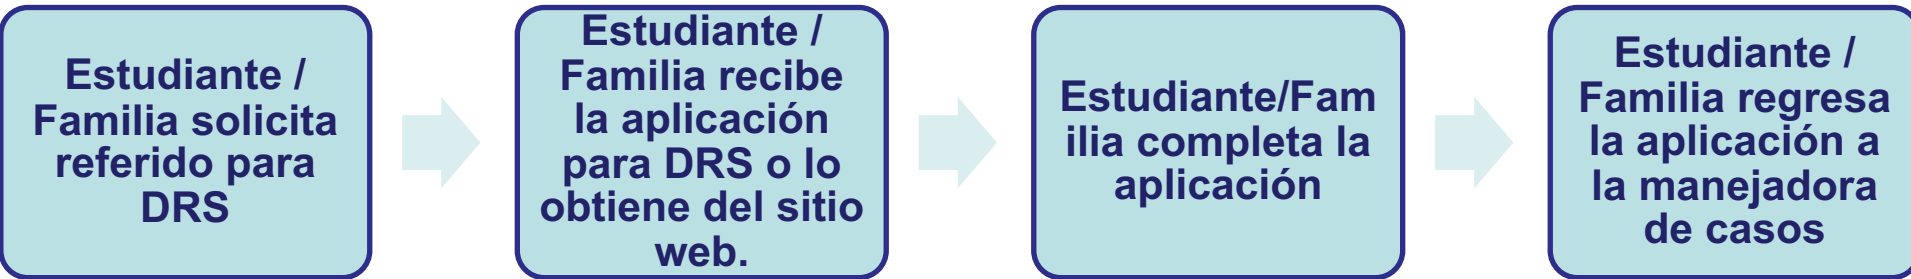 Estudiante /
Familia solicita
referido para
DRS
Estudiante /
Familia recibe
la aplicación
para DRS o lo
obtiene del sitio
web.
Estudiante/Fam
ilia completa la
aplicación
Estudiante /
Familia regresa
la aplicación a
la manejadora
de casos